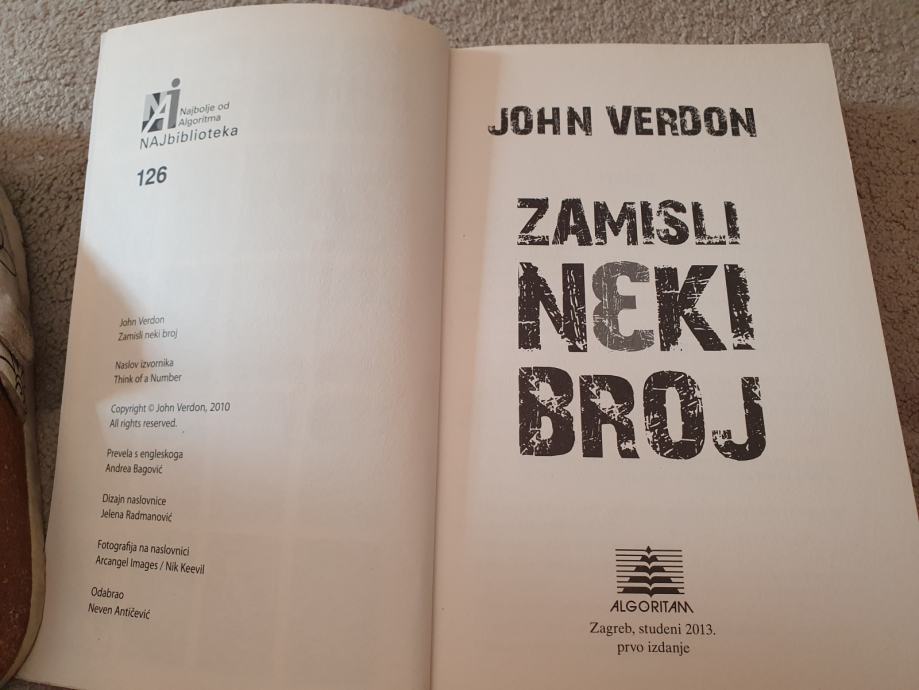 Najbolje od
Algoritma
NAJbiblioteka
126
John Verdon
Zamisli neki broj
Naslov izvornika
Think of a Number
Copyright © John Verdon, 2010
All rights reserved.
Prevela s engleskoga
Andrea Bagović
Dizajn naslovnice
Jelena Radmanović
Fotografija na naslovnici
Arcangel Images / Nik Keevil
Odabrao
Neven Antičević
JOHN VERDON
ZAMISLI
NEKI
BROJ
ALGORITAM
Zagreb, studeni 2013.
prvo izdanje